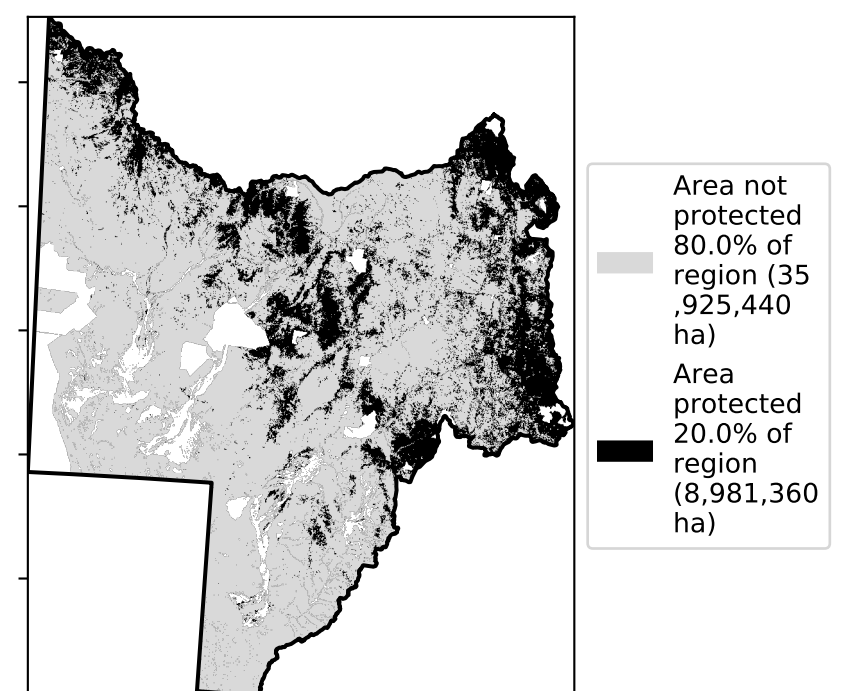 Area not
protected
80.0% of
region (35
,925,440
ha)
Area
protected
20.0% of
region
(8,981,360
ha)